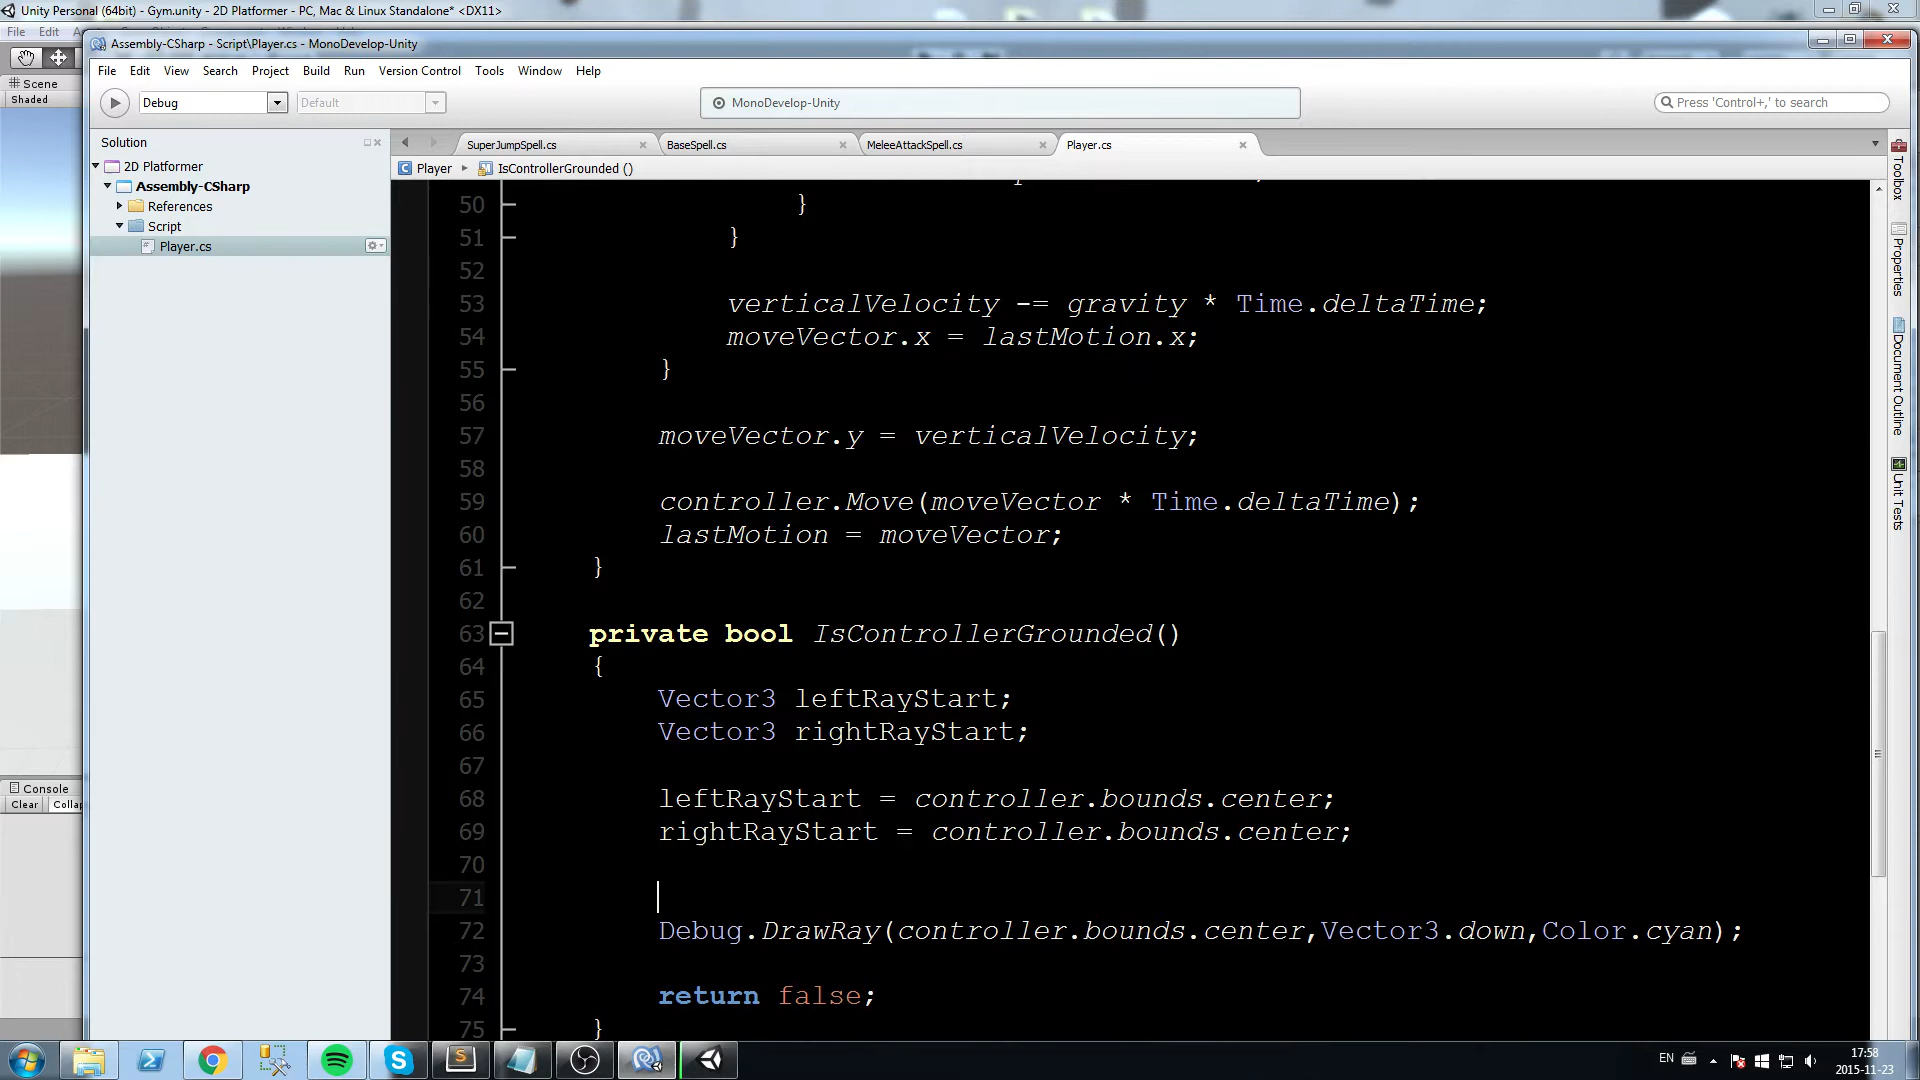 Unity Personal (64bit) - Gym.unity - 2D Platformer - PC, Mac & Linux Standalone* <DX11>
File Edit
Assembly-CSharp - Script\Player.cs - MonoDevelop-Unity
File Edit View Search Project Build Run Version Control Tools Window Help
Scene
Shaded
Debug
Default
MonoDevelop-Unity
Press 'Control+,' to search
Solution
2D Platformer
Assembly-CSharp
References
Script
Player.cs
SuperJumpSpell.cs
BaseSpell.cs
MeleeAttackSpell.cs
Player.cs
Player
IsControllerGrounded ()
50 }
51 }
52
53 verticalVelocity -= gravity * Time.deltaTime;
54 moveVector.x = lastMotion.x;
55 }
56
57 moveVector.y = verticalVelocity;
58
59 controller.Move(moveVector * Time.deltaTime);
60 lastMotion = moveVector;
61 }
62
63 private bool IsControllerGrounded()
64 {
65 Vector3 leftRayStart;
66 Vector3 rightRayStart;
67
68 leftRayStart = controller.bounds.center;
69 rightRayStart = controller.bounds.center;
70
71
72 Debug.DrawRay(controller.bounds.center,Vector3.down,Color.cyan);
73
74 return false;
75 }
Toolbox
Properties
Document Outline
Unit Tests
Console
Clear Collap
EN
17:58
2015-11-23